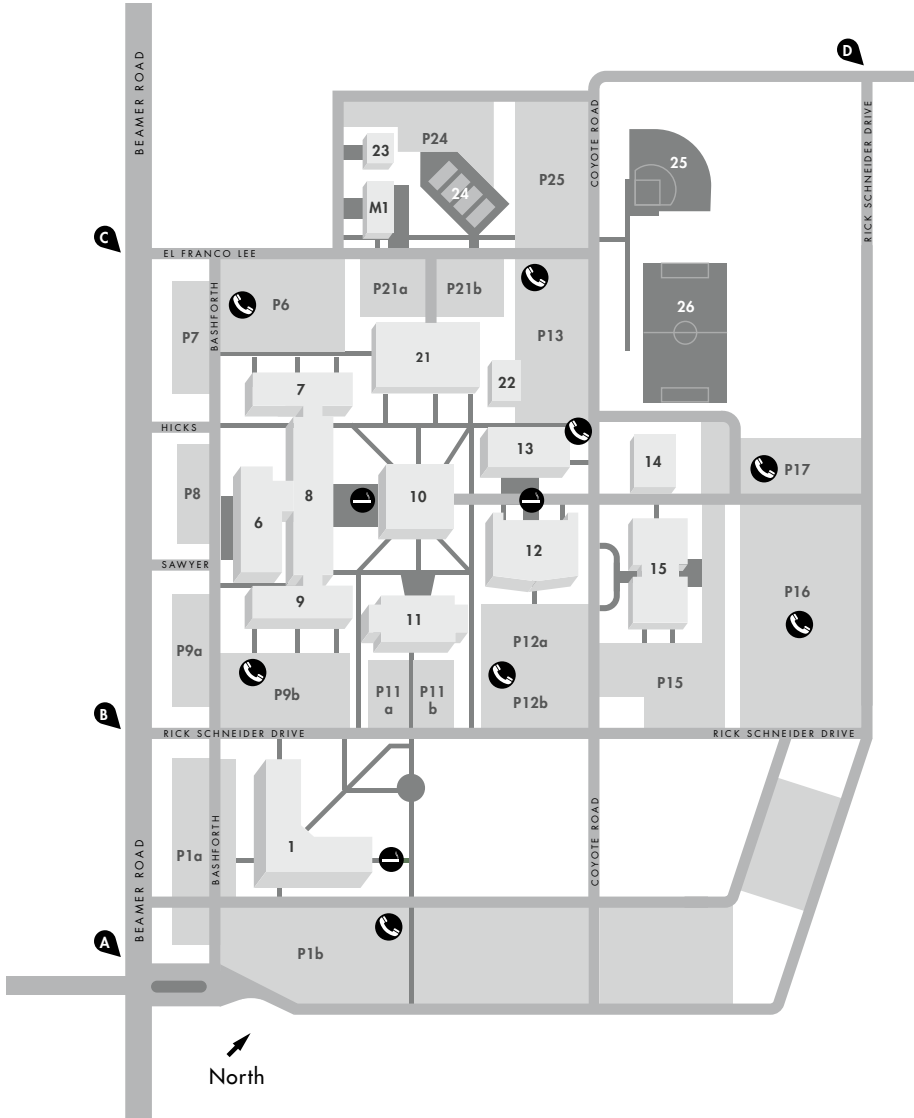 D
BEAMER ROAD
COYOTE ROAD
RICK SCHNEIDER DRIVE
P24
23
25
P25
24
M1
C
EL FRANCO LEE
BASHFORTH
P6
P21a
P21b
26
P7
P13
21
22
7
HICKS
13
14
P17
P8
8
10
6
12
SAWYER
15
9
P16
11
P9a
P12a
P15
P9b
P11
a
P11
b
P12b
B
RICK SCHNEIDER DRIVE
RICK SCHNEIDER DRIVE
BASHFORTH
COYOTE ROAD
1
P1a
BEAMER ROAD
A
P1b
North